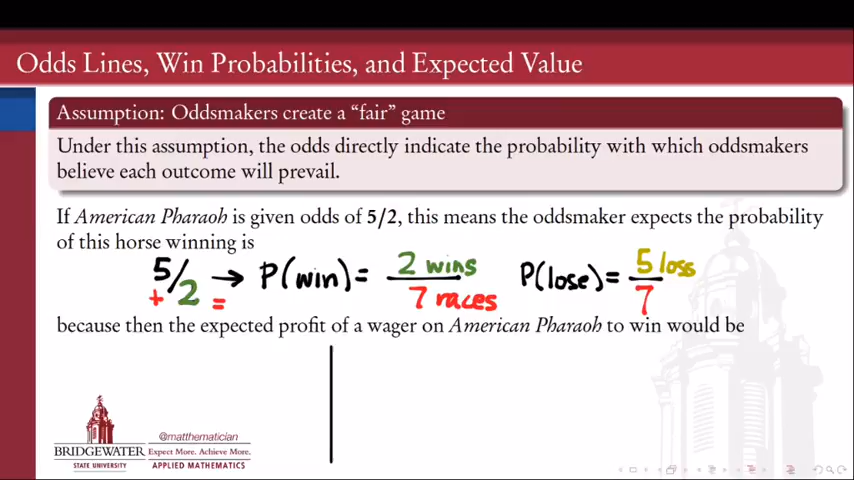 Odds Lines, Win Probabilities, and Expected Value
Assumption: Oddsmakers create a “fair” game
Under this assumption, the odds directly indicate the probability with which oddsmakers
believe each outcome will prevail.
If American Pharaoh is given odds of 5/2, this means the oddsmaker expects the probability
of this horse winning is
5/2 → P(win) = 2 wins P(lose) = 5 loss
+ = 7 races 7
because then the expected profit of a wager on American Pharaoh to win would be
@matthematician
BRIDGEWATER Expect More. Achieve More.
STATE UNIVERSITY APPLIED MATHEMATICS